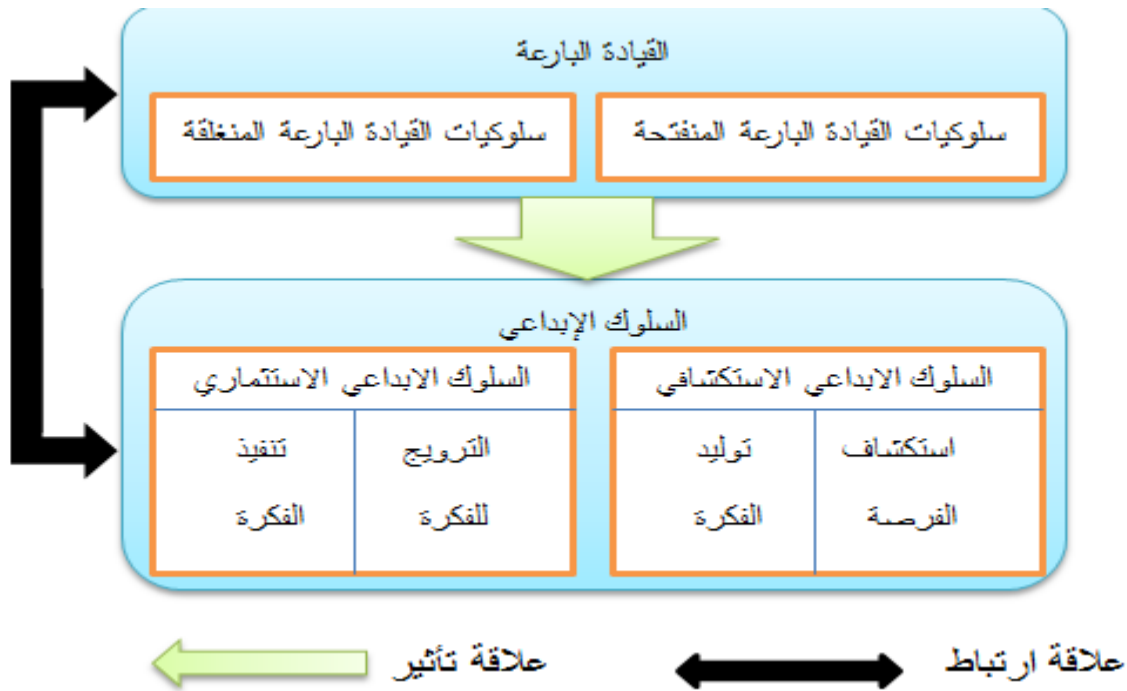 القيادة البارعة
سلوكيات القيادة البارعة المنفتحة
سلوكيات القيادة البارعة المنغلقة
السلوك الإبداعي
السلوك الابداعي الاستكشافي
استكشاف
الفرصة
توليد
الفكرة
السلوك الابداعي الاستثماري
الترويج
للفكرة
تنفيذ
الفكرة
علاقة ارتباط
علاقة تأثير